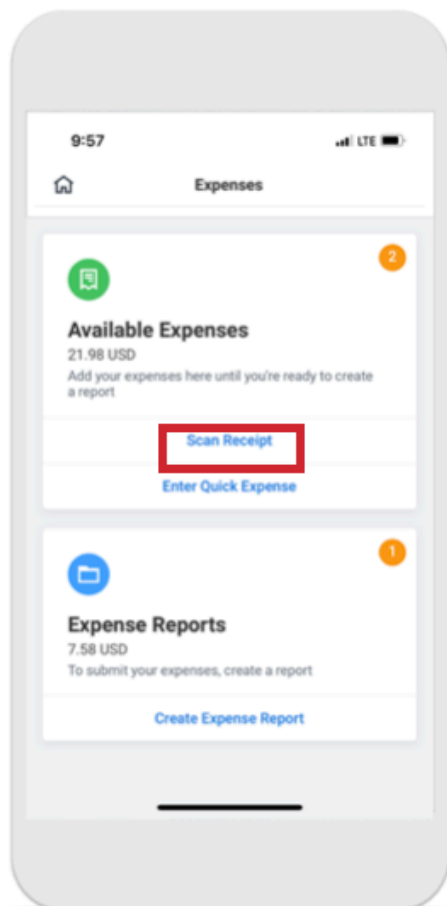 9:57
LTE
Expenses
2
Available Expenses
21.98 USD
Add your expenses here until you're ready to create
a report
Scan Receipt
Enter Quick Expense
1
Expense Reports
7.58 USD
To submit your expenses, create a report
Create Expense Report